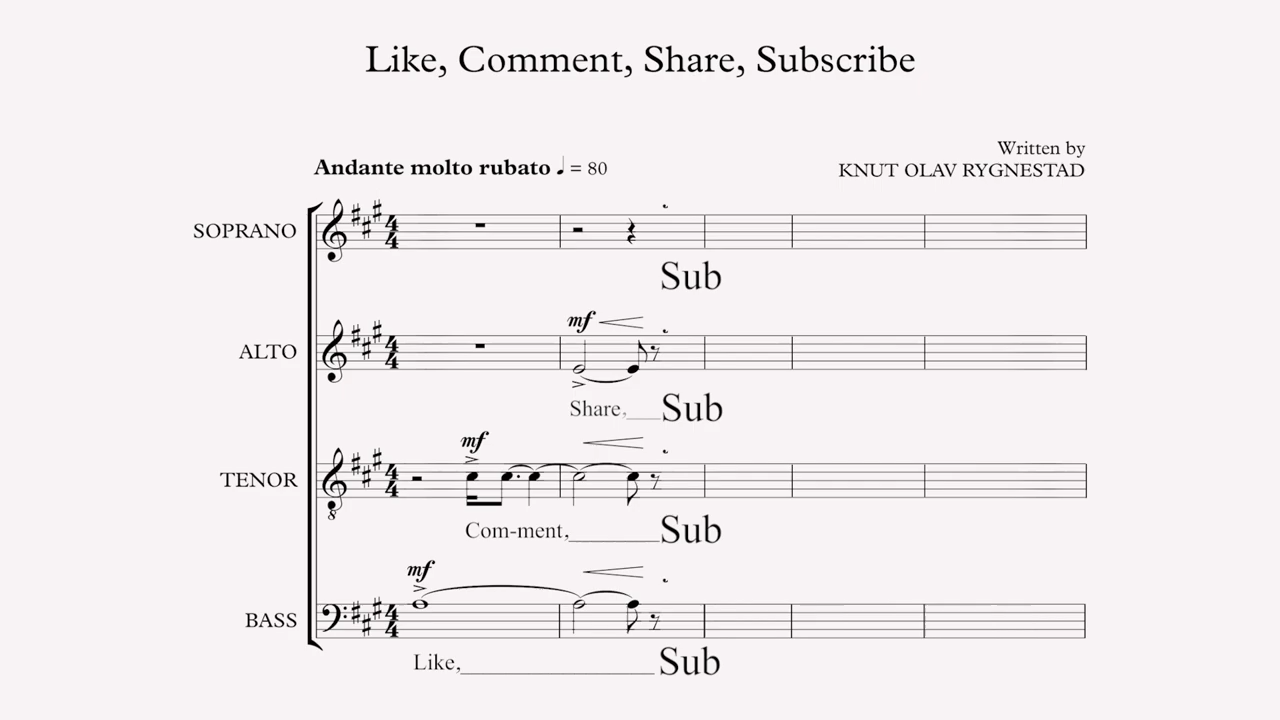 Like, Comment, Share, Subscribe
Written by
Andante molto rubato ♩ = 80
KNUT OLAV RYGNESTAD
SOPRANO
Sub
mf
ALTO
Share, Sub
mf
TENOR
8
Com-ment, Sub
mf
BASS
Like, Sub